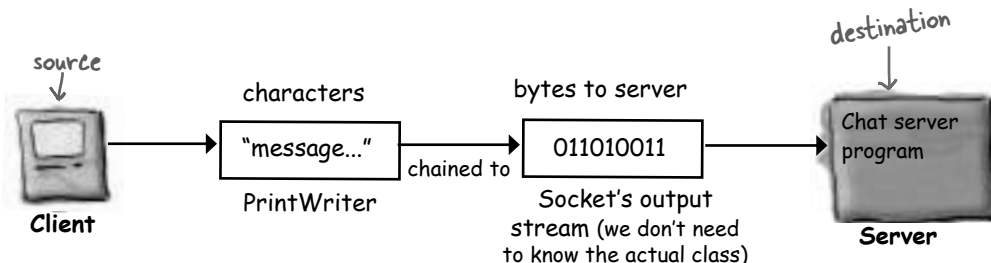 source
destination
characters
bytes to server
"message..."
chained to
011010011
Chat server
program
PrintWriter
Socket's output
stream (we don't need
to know the actual class)
Client
Server